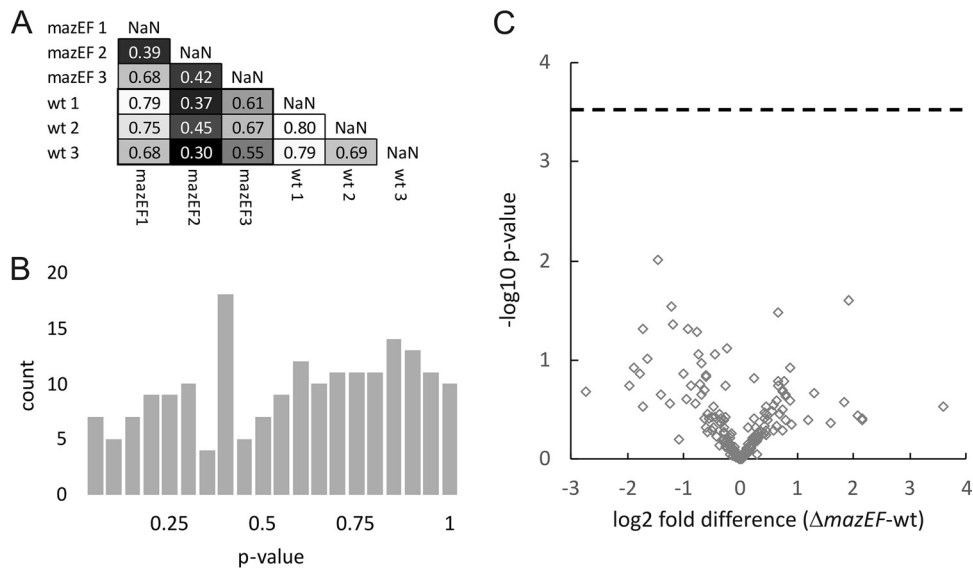 A
mazEF 1 NaN
mazEF 2 0.39 NaN
mazEF 3 0.68 0.42 NaN
wt 1 0.79 0.37 0.61 NaN
wt 2 0.75 0.45 0.67 0.80 NaN
wt 3 0.68 0.30 0.55 0.79 0.69 NaN
mazEF1 mazEF2 mazEF3 wt 1 wt 2 wt 3
B
20
15
10
5
0
count
0.25 0.5 0.75 1
p-value
C
4
3
2
1
0
-log10 p-value
-3 -2 -1 0 1 2 3 4
log2 fold difference (ΔmazEF-wt)